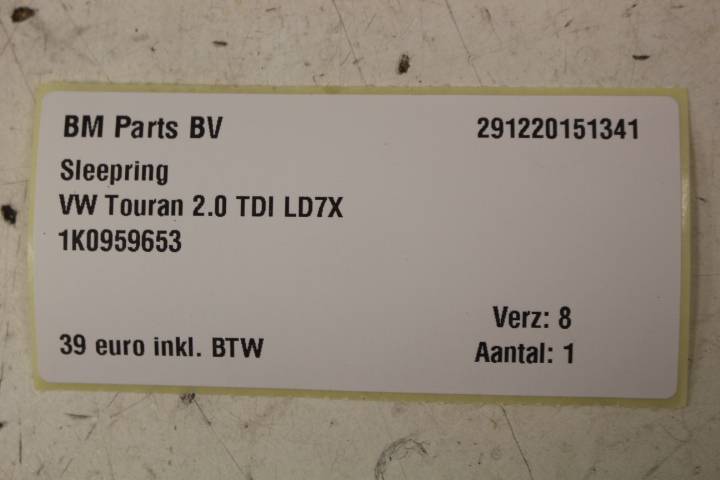 BM Parts BV 291220151341
Sleepring
VW Touran 2.0 TDI LD7X
1K0959653
Verz: 8
39 euro inkl. BTW Aantal: 1